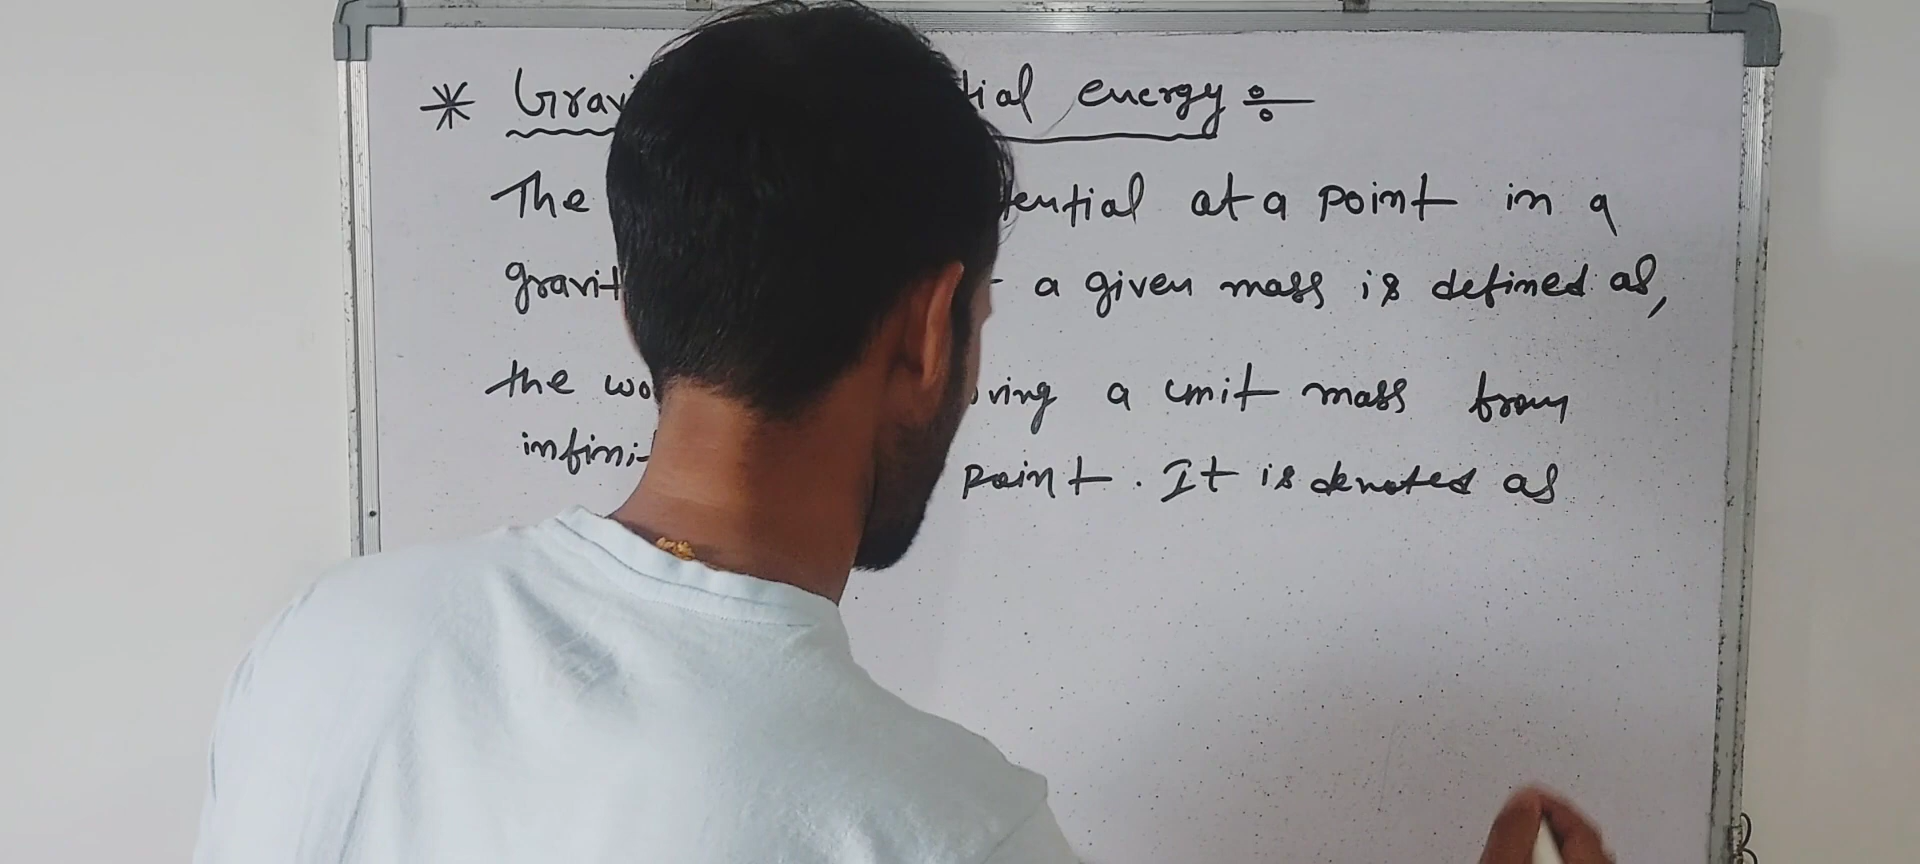 * Gravi tial energy :-
The tential at a point in a
gravit a given mass is defined as,
the wo ving a unit mass from
infini- point. It is denoted as